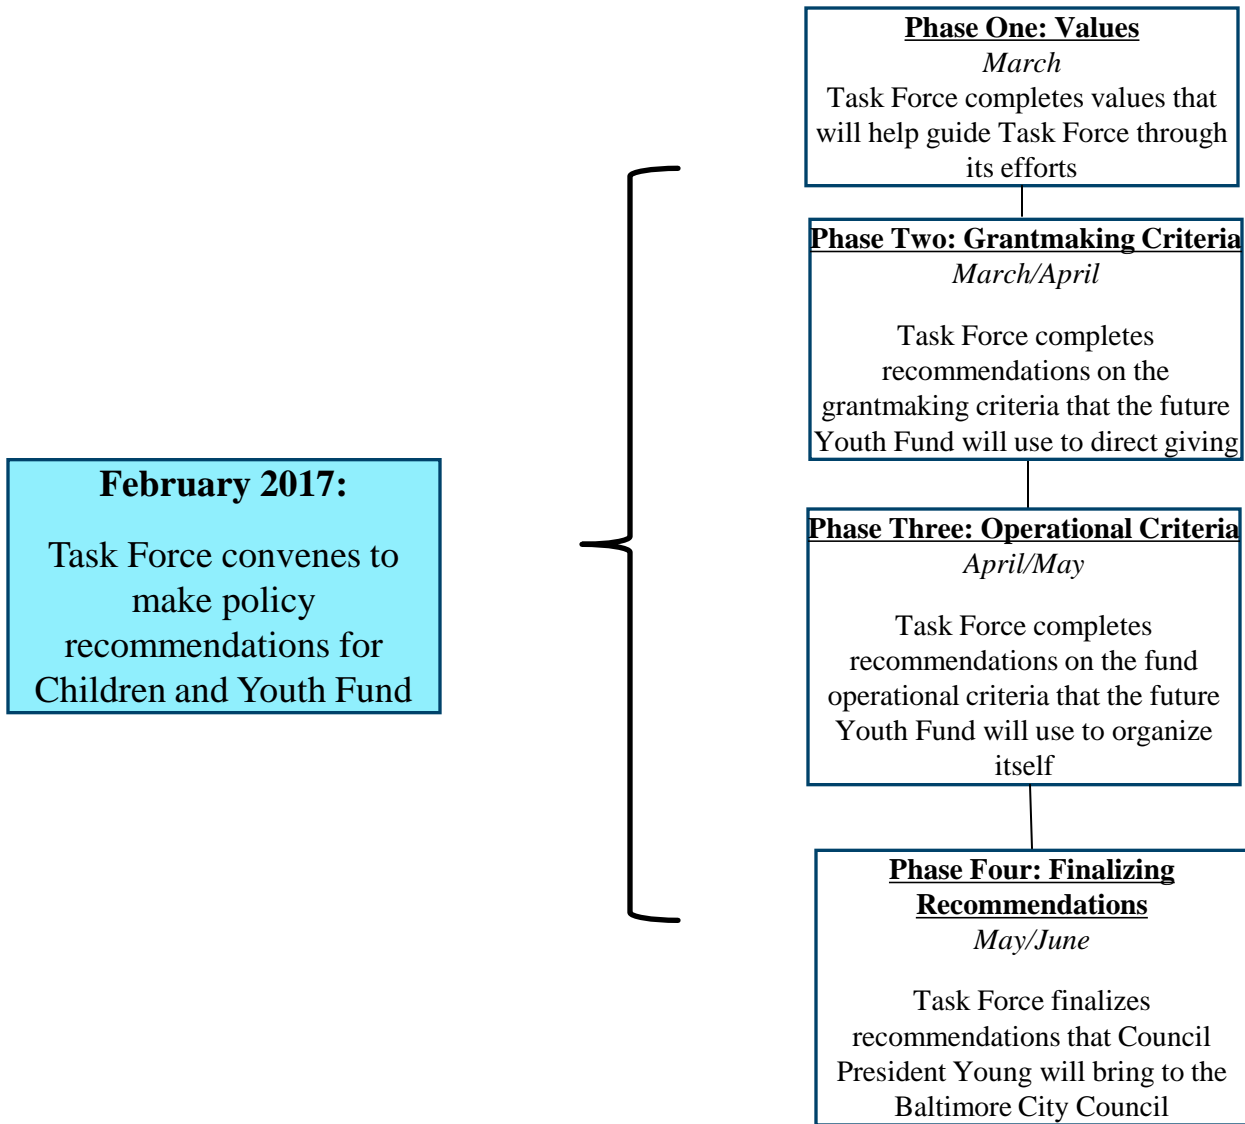 February 2017:
Task Force convenes to
make policy
recommendations for
Children and Youth Fund
Phase One: Values
March
Task Force completes values that
will help guide Task Force through
its efforts
Phase Two: Grantmaking Criteria
March/April
Task Force completes
recommendations on the
grantmaking criteria that the future
Youth Fund will use to direct giving
Phase Three: Operational Criteria
April/May
Task Force completes
recommendations on the fund
operational criteria that the future
Youth Fund will use to organize
itself
Phase Four: Finalizing
Recommendations
May/June
Task Force finalizes
recommendations that Council
President Young will bring to the
Baltimore City Council